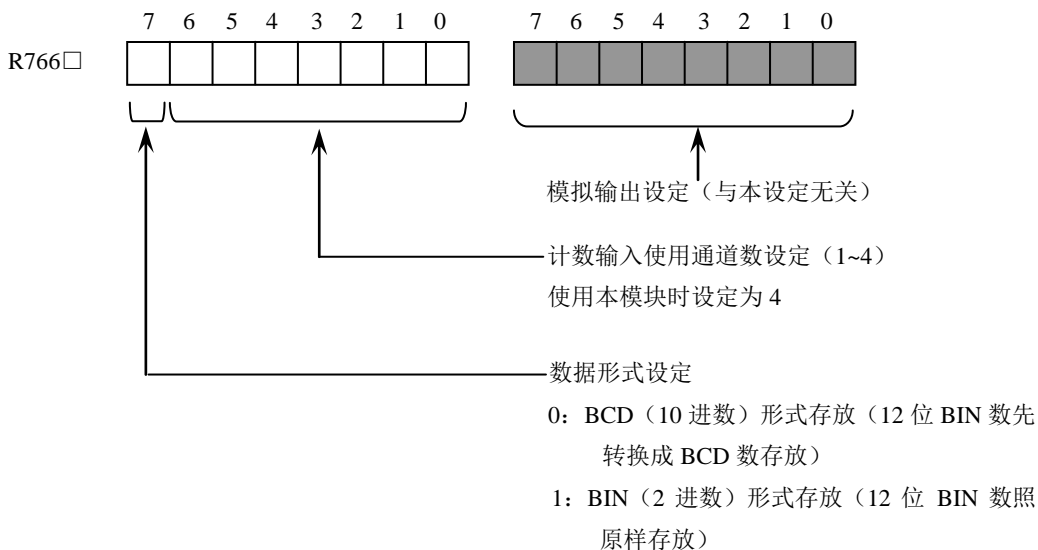 7 6 5 4 3 2 1 0 7 6 5 4 3 2 1 0
R766□
模拟输出设定（与本设定无关）
计数输入使用通道数设定（1~4）
使用本模块时设定为 4
数据形式设定
0：BCD（10 进数）形式存放（12 位 BIN 数先
转换成 BCD 数存放）
1：BIN（2 进数）形式存放（12 位 BIN 数照
原样存放）